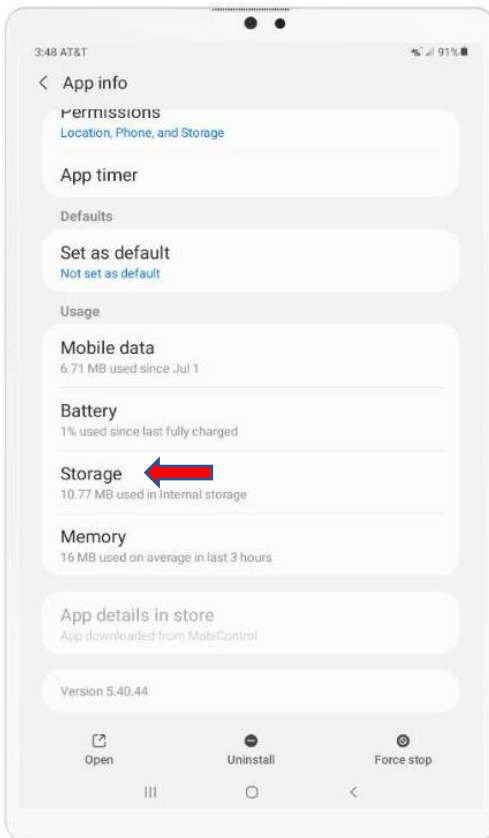 3:48 AT&T 91%
App info
Permissions
Location, Phone, and Storage
App timer
Defaults
Set as default
Not set as default
Usage
Mobile data
6.71 MB used since Jul 1
Battery
1% used since last fully charged
Storage
10.77 MB used in Internal storage
Memory
16 MB used on average in last 3 hours
App details in store
App downloaded from MobiControl
Version 5.40.44
Open Uninstall Force stop